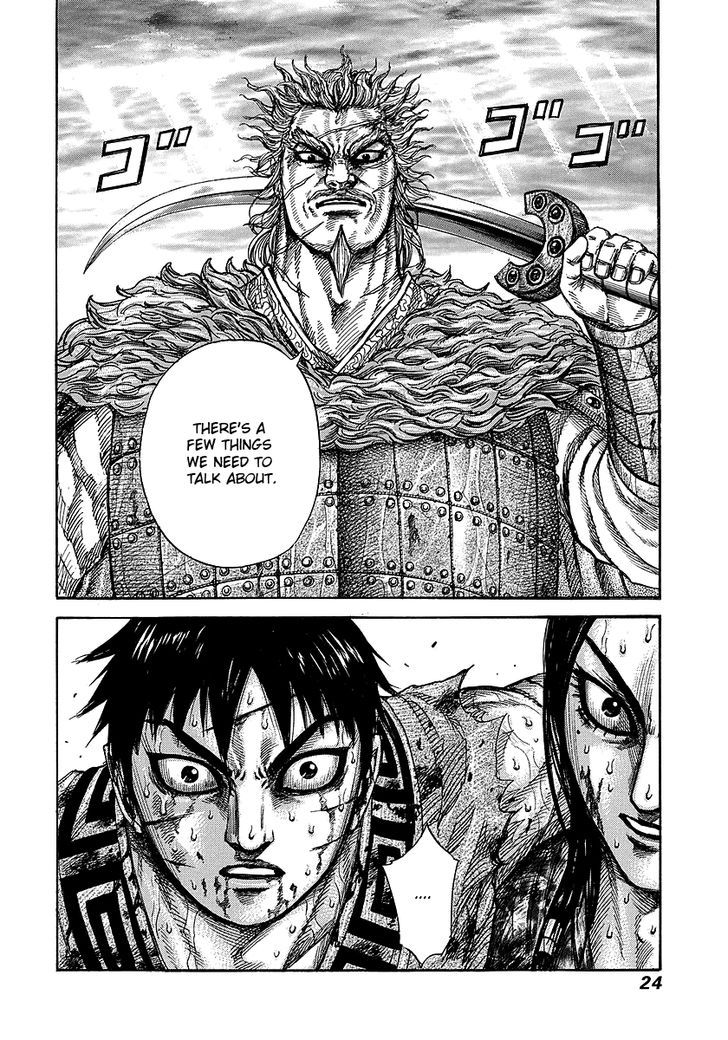 ゴ゛
ゴ゛
ゴ゛
THERE'S A
FEW THINGS
WE NEED TO
TALK ABOUT.
....
24